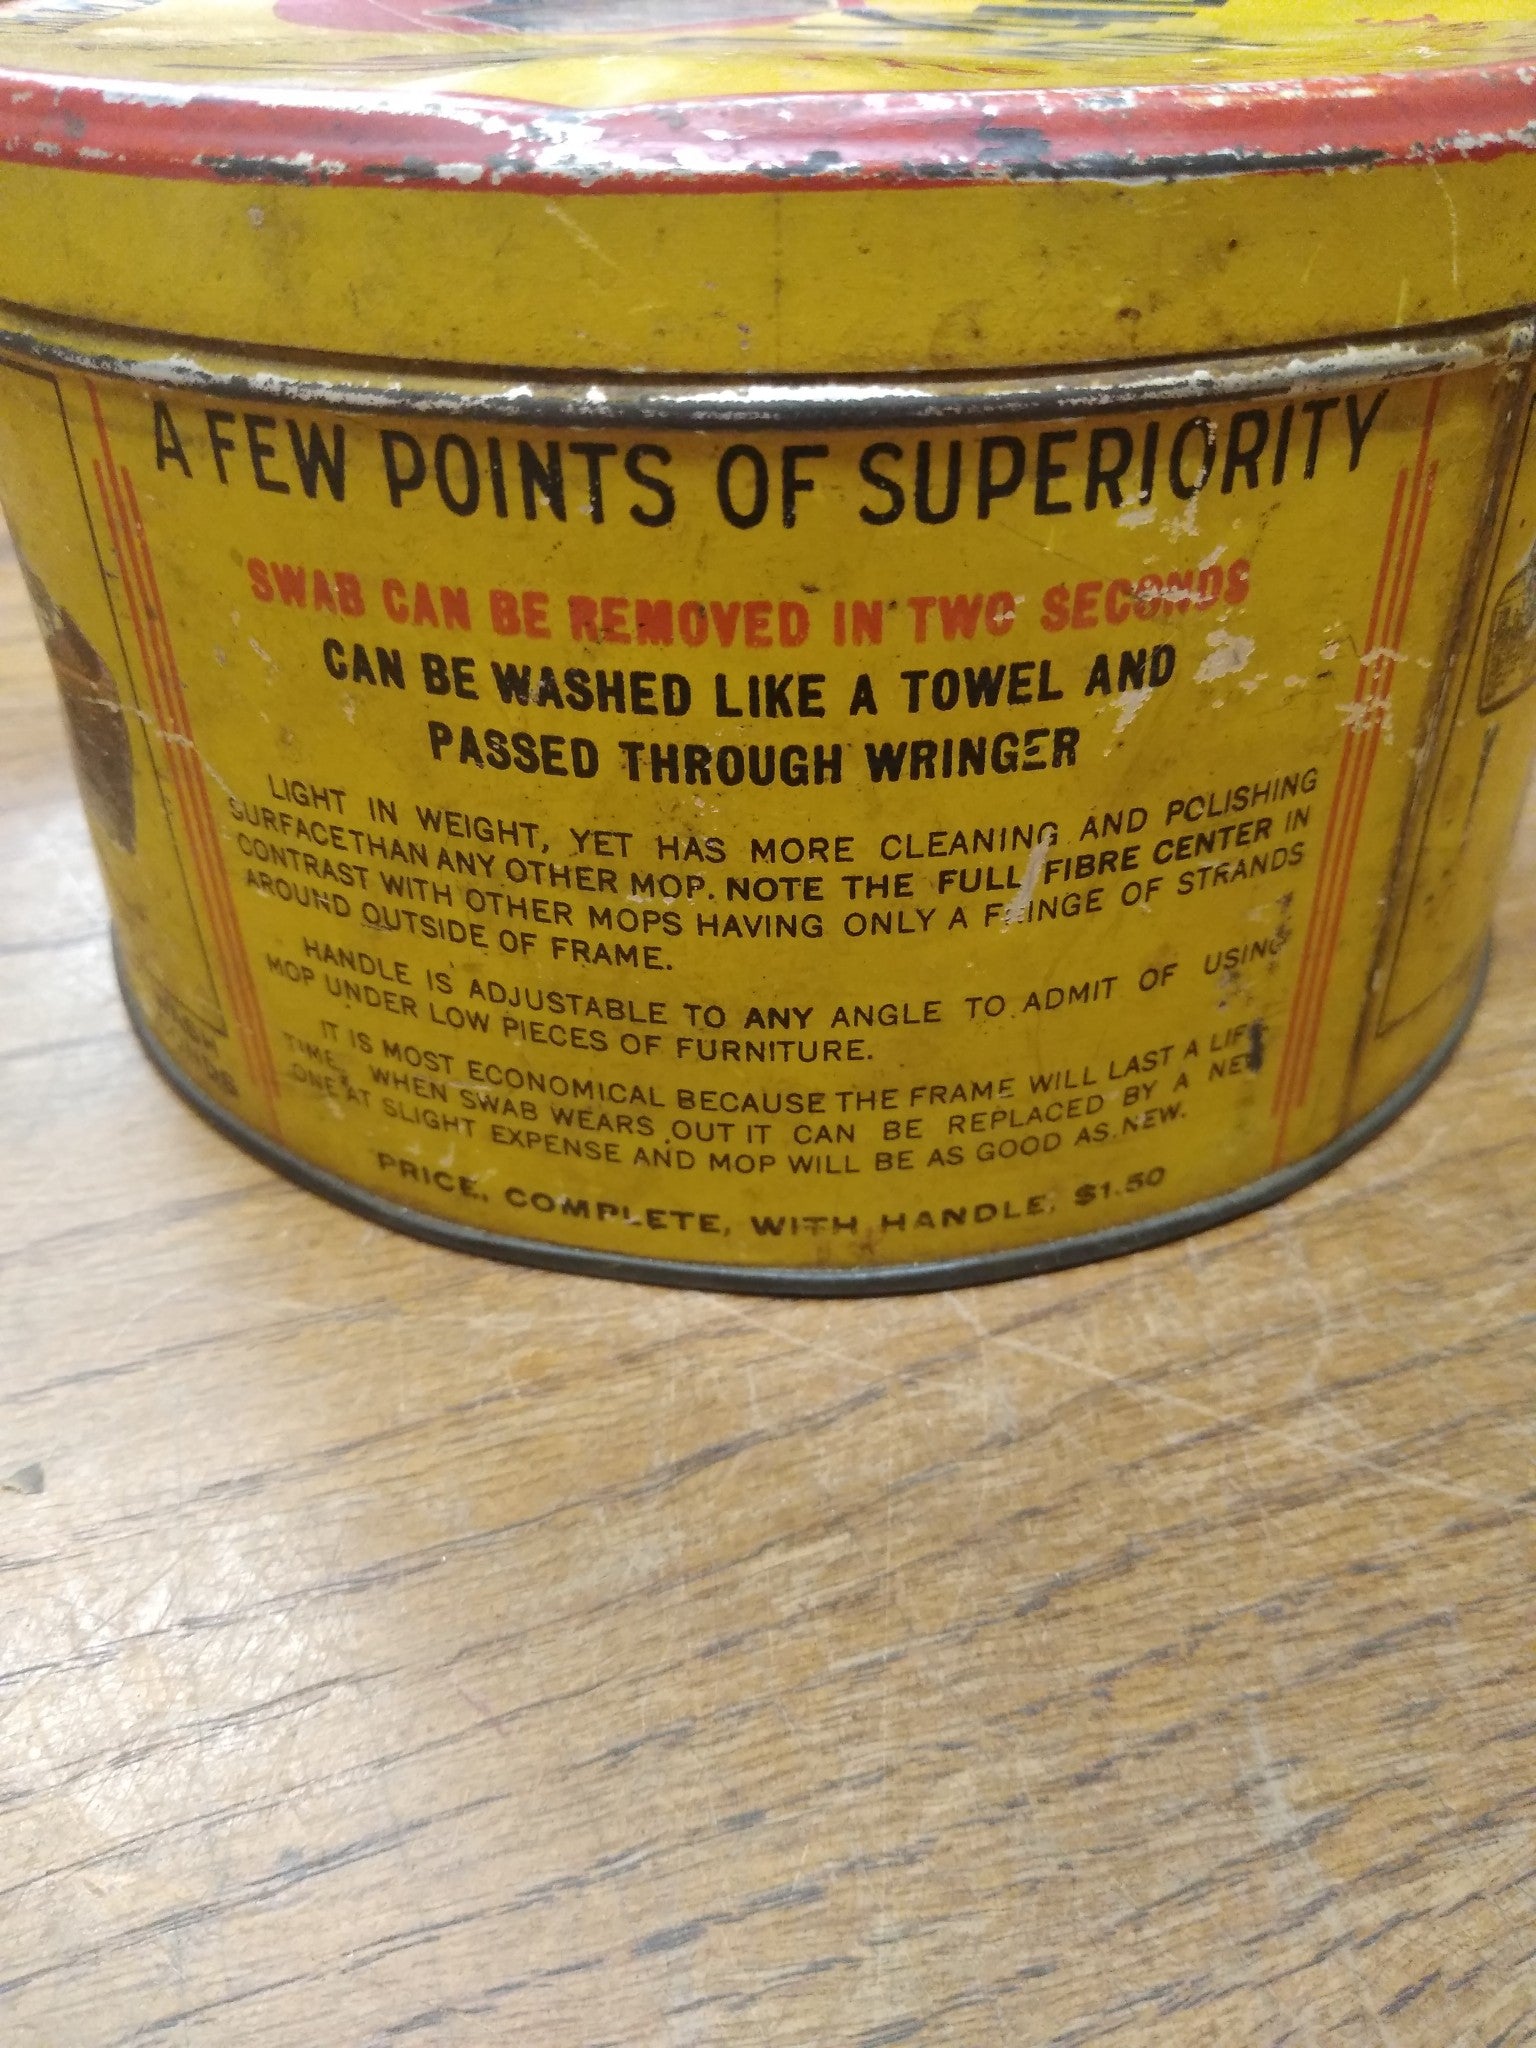 A FEW POINTS OF SUPERIORITY
SWAB CAN BE REMOVED IN TWO SECONDS
CAN BE WASHED LIKE A TOWEL AND
PASSED THROUGH WRINGER
LIGHT IN WEIGHT, YET HAS MORE CLEANING AND POLISHING
SURFACE THAN ANY OTHER MOP. NOTE THE FULL FIBRE CENTER IN
CONTRAST WITH OTHER MOPS HAVING ONLY A FRINGE OF STRANDS
AROUND OUTSIDE OF FRAME.
HANDLE IS ADJUSTABLE TO ANY ANGLE TO ADMIT OF USING
MOP UNDER LOW PIECES OF FURNITURE.
IT IS MOST ECONOMICAL BECAUSE THE FRAME WILL LAST A LIFE
TIME, WHEN SWAB WEARS OUT IT CAN BE REPLACED BY A NEW
ONE AT SLIGHT EXPENSE AND MOP WILL BE AS GOOD AS NEW.
PRICE, COMPLETE, WITH HANDLE, $1.50